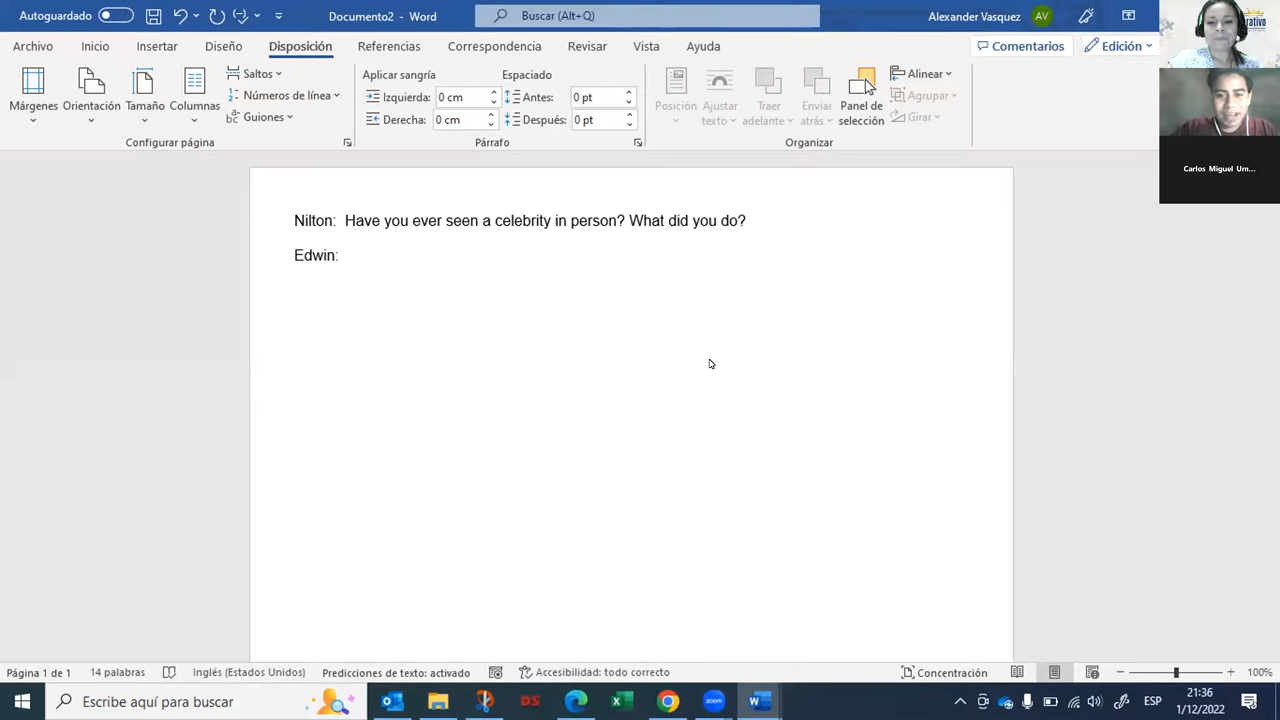 Autoguardado
Documento2 - Word
Buscar (Alt+Q)
Alexander Vasquez
AV
Archivo Inicio Insertar Diseño Disposición Referencias Correspondencia Revisar Vista Ayuda
Comentarios
Edición
Márgenes
Orientación
Tamaño
Columnas
Saltos
Números de línea
Guiones
Configurar página
Aplicar sangría
Izquierda: 0 cm
Derecha: 0 cm
Espaciado
Antes: 0 pt
Después: 0 pt
Párrafo
Posición
Ajustar texto
Traer adelante
Enviar atrás
Panel de selección
Alinear
Agrupar
Girar
Organizar
Carlos Miguel Um...
Nilton: Have you ever seen a celebrity in person? What did you do?
Edwin:
Página 1 de 1
14 palabras
Inglés (Estados Unidos)
Predicciones de texto: activado
Accesibilidad: todo correcto
Concentración
100%
Escribe aquí para buscar
DS
zoom
ESP
21:36
1/12/2022